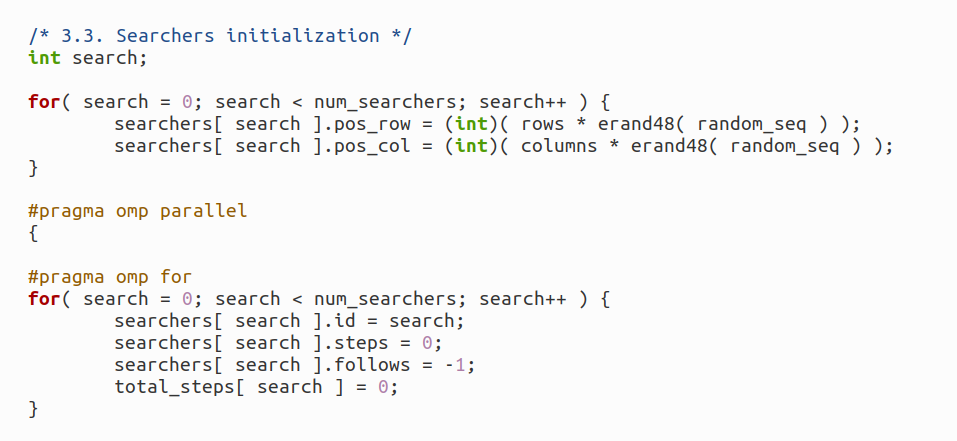 /* 3.3. Searchers initialization */
int search;
for( search = 0; search < num_searchers; search++ ) {
searchers[ search ].pos_row = (int)( rows * erand48( random_seq ) );
searchers[ search ].pos_col = (int)( columns * erand48( random_seq ) );
}
#pragma omp parallel
{
#pragma omp for
for( search = 0; search < num_searchers; search++ ) {
searchers[ search ].id = search;
searchers[ search ].steps = 0;
searchers[ search ].follows = -1;
total_steps[ search ] = 0;
}